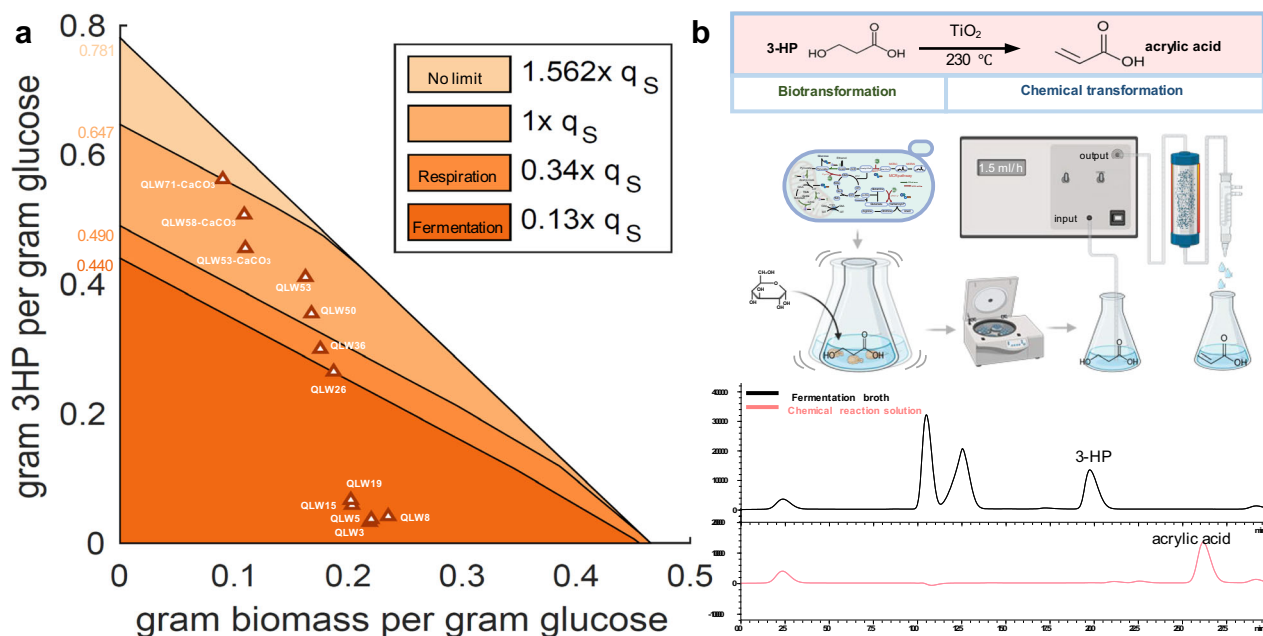 a
gram 3HP per gram glucose
0.8
0.781
0.647
0.6
0.490
0.440
0.4
0.2
0
No limit 1.562x q S
1x q S
Respiration 0.34x q S
Fermentation 0.13x q S
QLW71-CaCO3
QLW58-CaCO3
QLW53-CaCO3
QLW53
QLW50
QLW36
QLW26
QLW19
QLW15
QLW5
QLW8
QLW3
0 0.1 0.2 0.3 0.4 0.5
gram biomass per gram glucose
b
3-HP HO O OH TiO2 230 ℃ O OH acrylic acid
Biotransformation Chemical transformation
1.5 ml/h
output
input
Fermentation broth
Chemical reaction solution
3-HP
acrylic acid